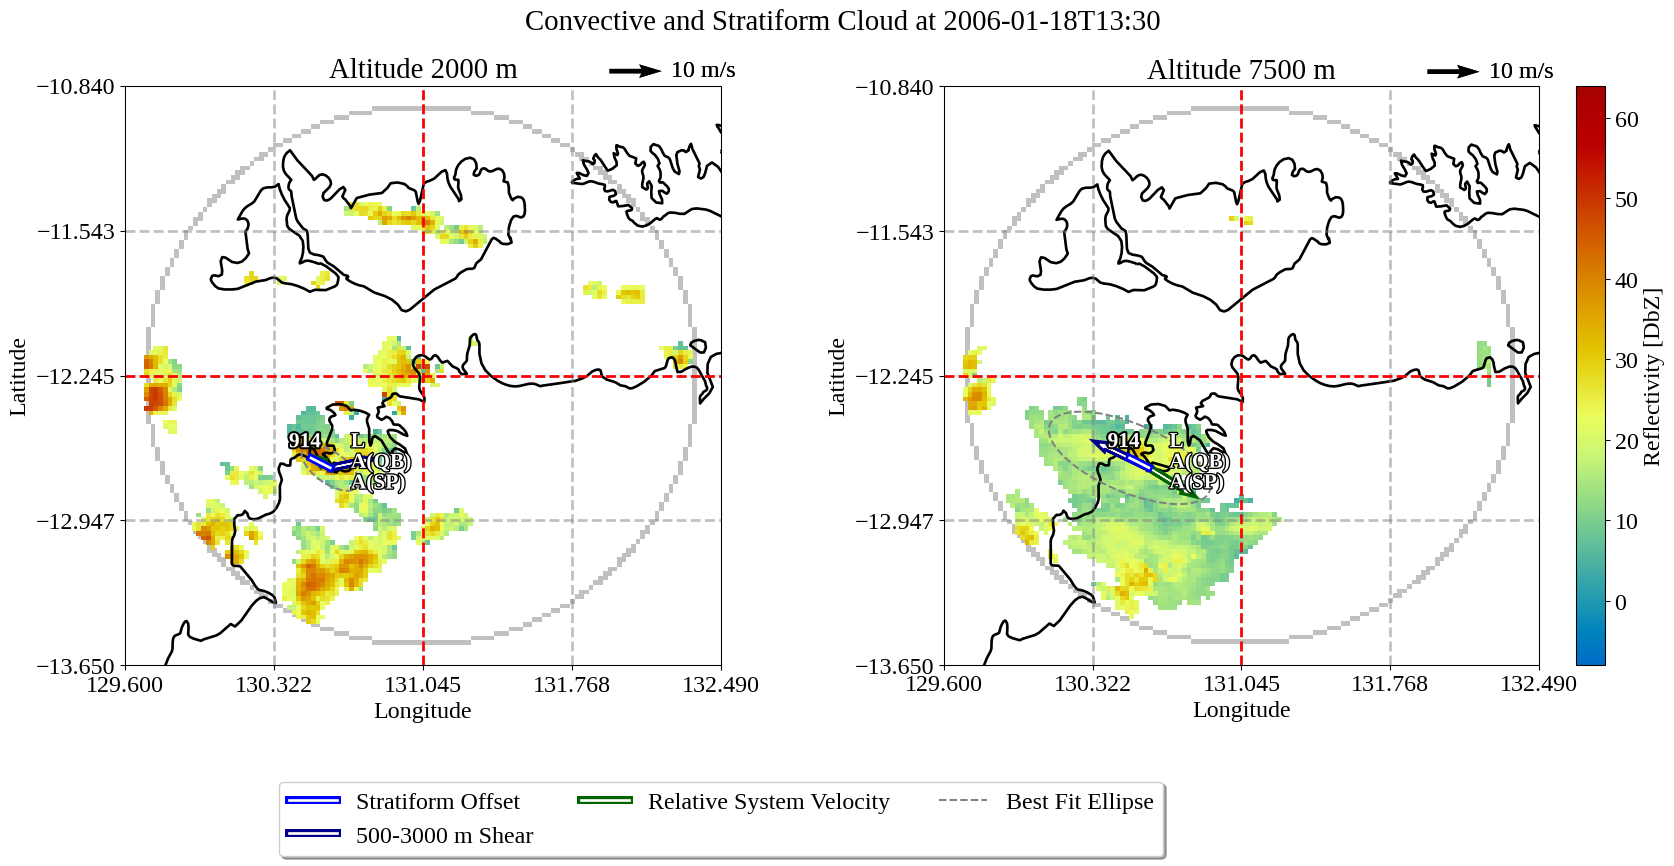 Convective and Stratiform Cloud at 2006-01-18T13:30
Altitude 2000 m
10 m/s
−10.840
−11.543
−12.245
−12.947
−13.650
129.600
130.322
131.045
131.768
132.490
Longitude
Latitude
914
L
A(QB)
A(SP)
Altitude 7500 m
10 m/s
−10.840
−11.543
−12.245
−12.947
−13.650
129.600
130.322
131.045
131.768
132.490
Longitude
Latitude
914
L
A(QB)
A(SP)
60
50
40
30
20
10
0
Reflectivity [DbZ]
Stratiform Offset
500-3000 m Shear
Relative System Velocity
Best Fit Ellipse